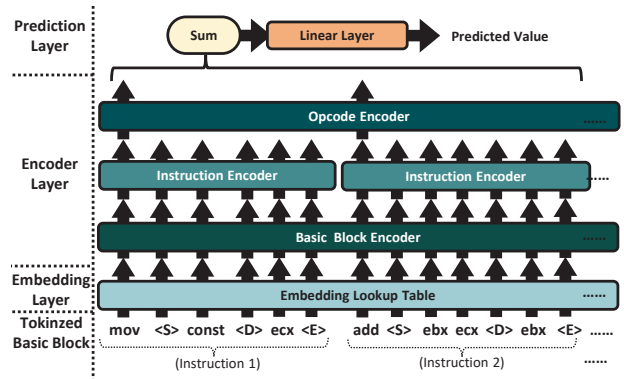 Prediction Layer
Sum
Linear Layer
Predicted Value
Encoder Layer
Opcode Encoder ......
Instruction Encoder
Instruction Encoder
......
Basic Block Encoder ......
Embedding Layer
Embedding Lookup Table ......
Tokinzed Basic Block
mov <S> const <D> ecx <E> add <S> ebx ecx <D> ebx <E> ......
(Instruction 1) (Instruction 2) ......